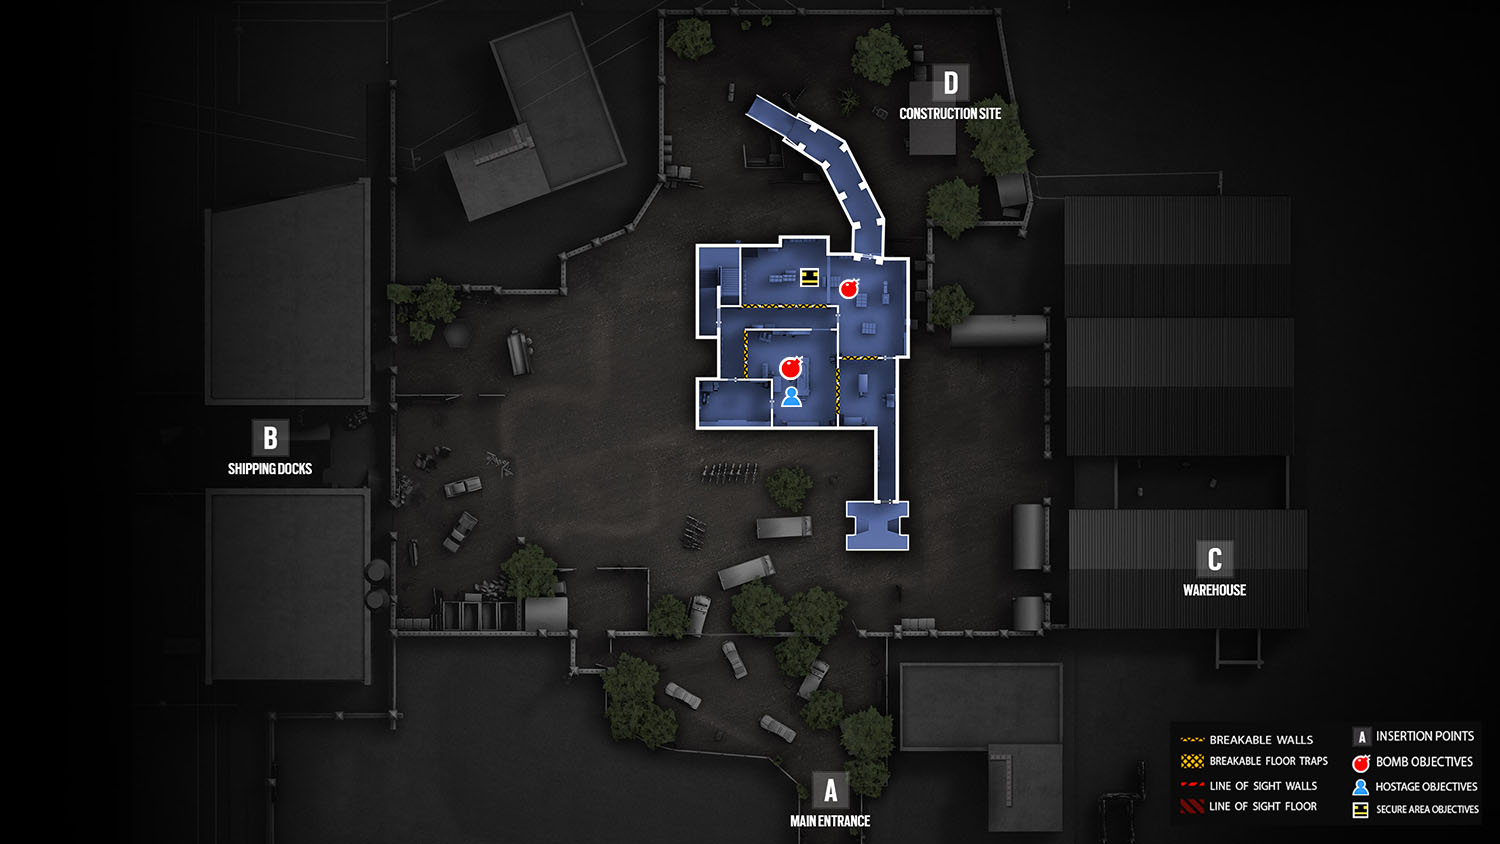 D
CONSTRUCTION SITE
B
SHIPPING DOCKS
C
WAREHOUSE
A
MAIN ENTRANCE
BREAKABLE WALLS
BREAKABLE FLOOR TRAPS
LINE OF SIGHT WALLS
LINE OF SIGHT FLOOR
A INSERTION POINTS
BOMB OBJECTIVES
HOSTAGE OBJECTIVES
SECURE AREA OBJECTIVES